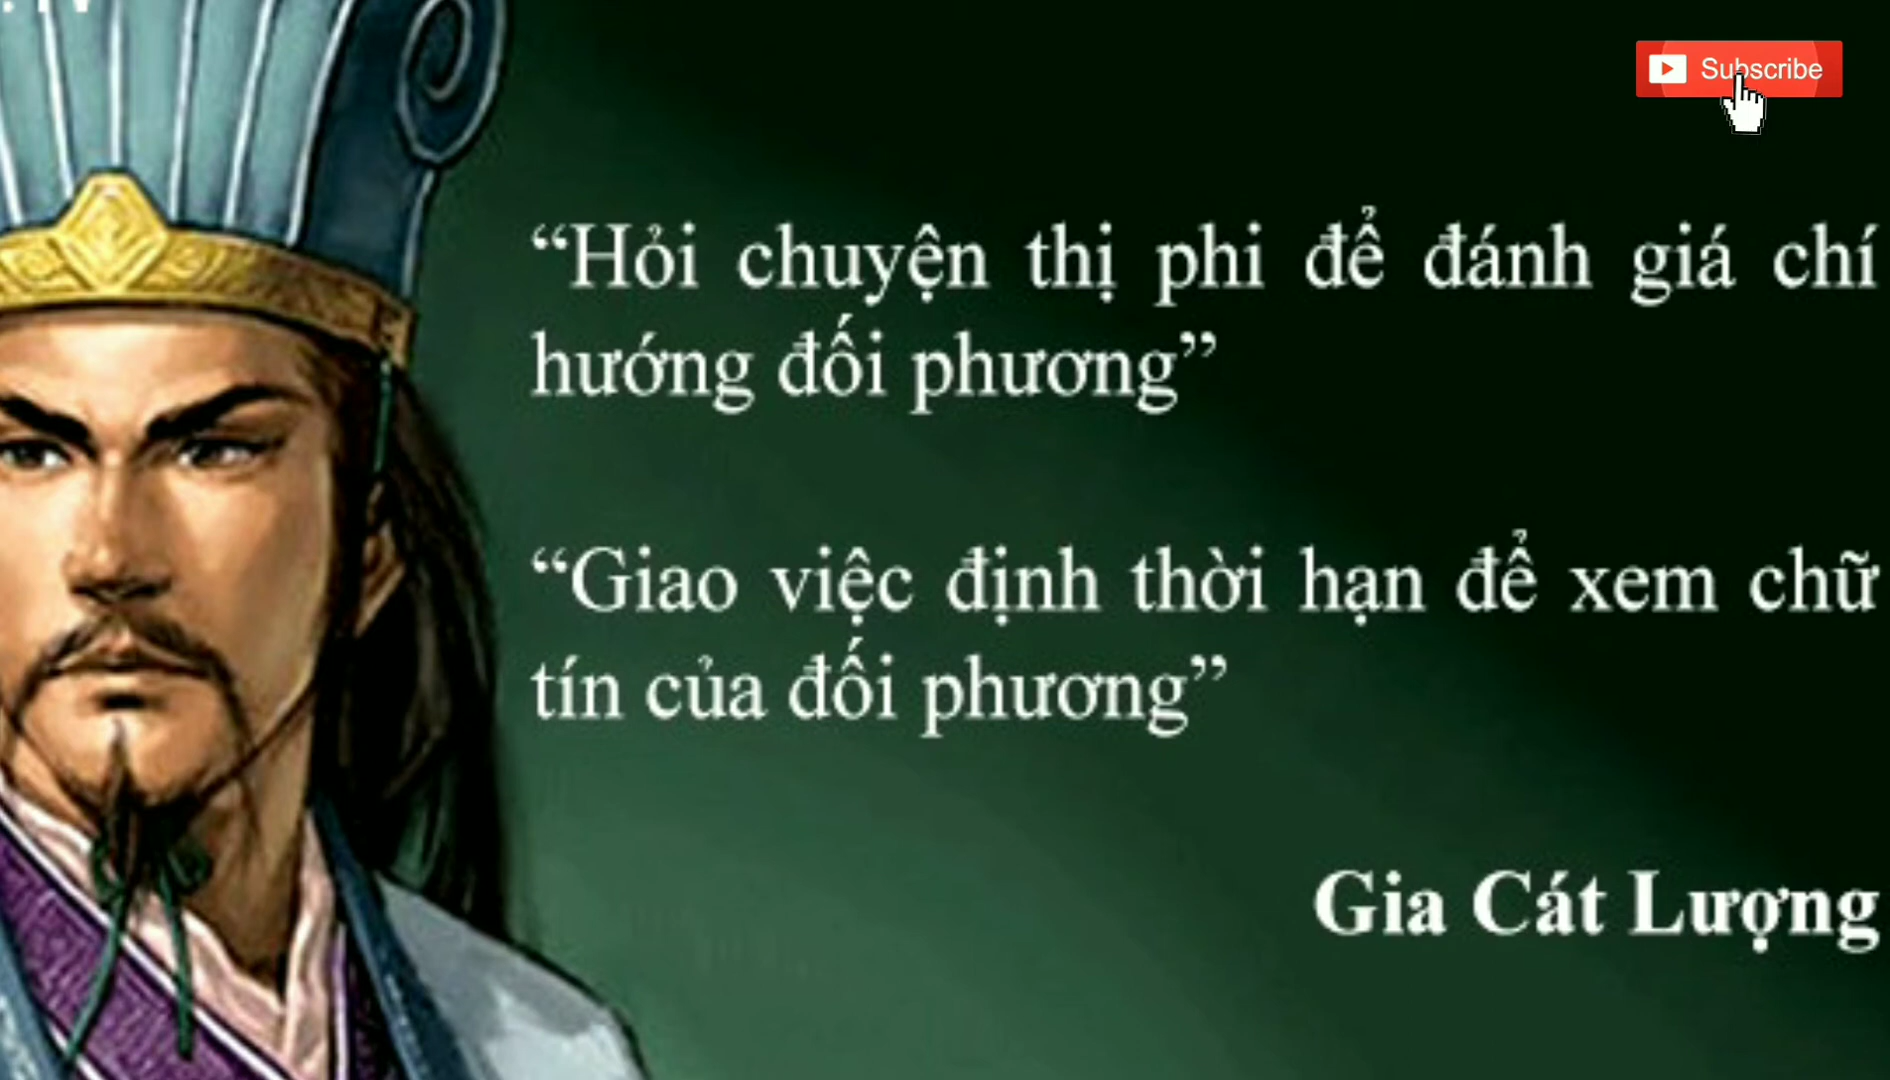 Subscribe
“Hỏi chuyện thị phi để đánh giá chí
hướng đối phương”
“Giao việc định thời hạn để xem chữ
tín của đối phương”
Gia Cát Lượng